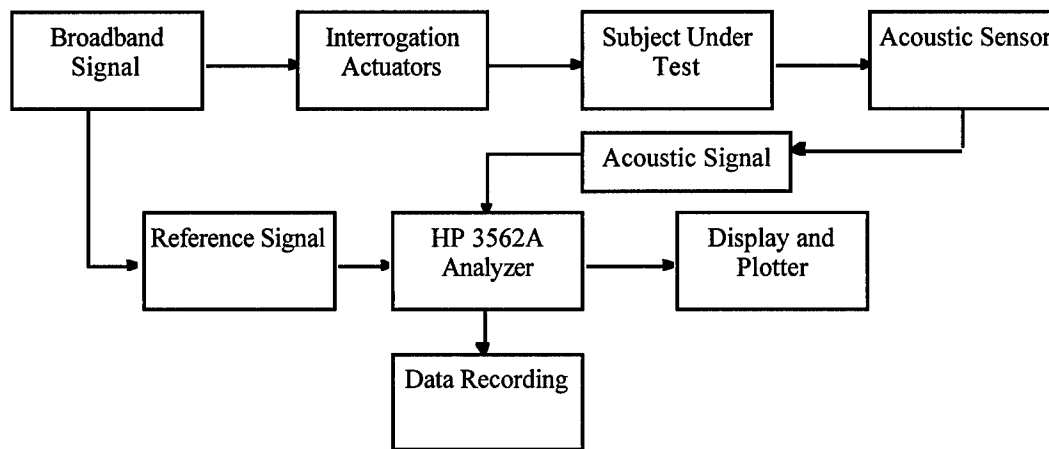 Broadband
Signal
Interrogation
Actuators
Subject Under
Test
Acoustic Sensor
Acoustic Signal
Reference Signal
HP 3562A
Analyzer
Display and
Plotter
Data Recording